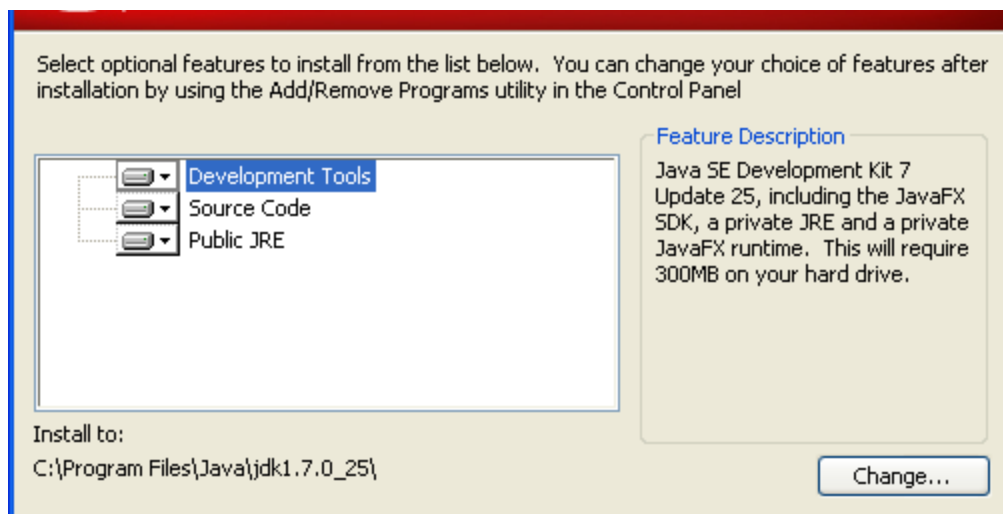 Select optional features to install from the list below.  You can change your choice of features after
installation by using the Add/Remove Programs utility in the Control Panel
Feature Description
Development Tools
Source Code
Public JRE
Java SE Development Kit 7
Update 25, including the JavaFX
SDK, a private JRE and a private
JavaFX runtime.  This will require
300MB on your hard drive.
Install to:
C:\Program Files\Java\jdk1.7.0_25\
Change...